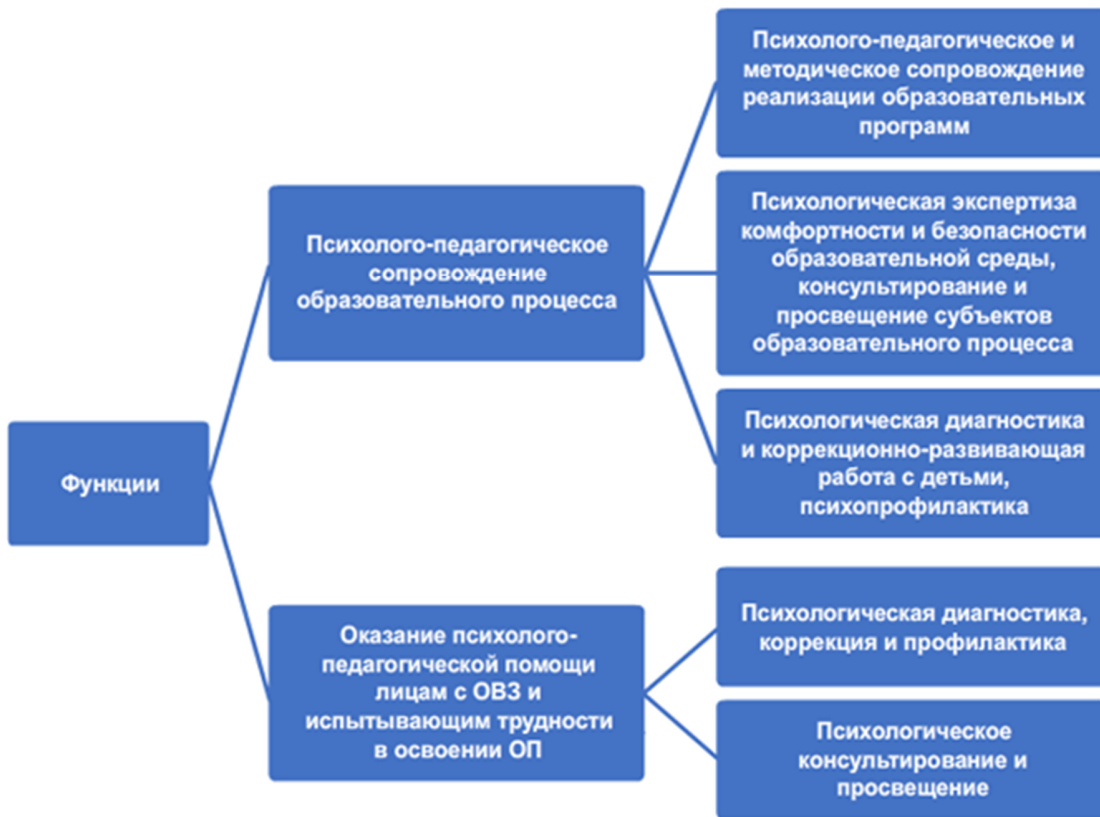 Функции
Психолого-педагогическое
сопровождение
образовательного процесса
Психолого-педагогическое и
методическое сопровождение
реализации образовательных
программ
Психологическая экспертиза
комфортности и безопасности
образовательной среды,
консультирование и
просвещение субъектов
образовательного процесса
Психологическая диагностика
и коррекционно-развивающая
работа с детьми,
психопрофилактика
Оказание психолого-
педагогической помощи
лицам с ОВЗ и
испытывающим трудности
в освоении ОП
Психологическая диагностика,
коррекция и профилактика
Психологическое
консультирование и
просвещение